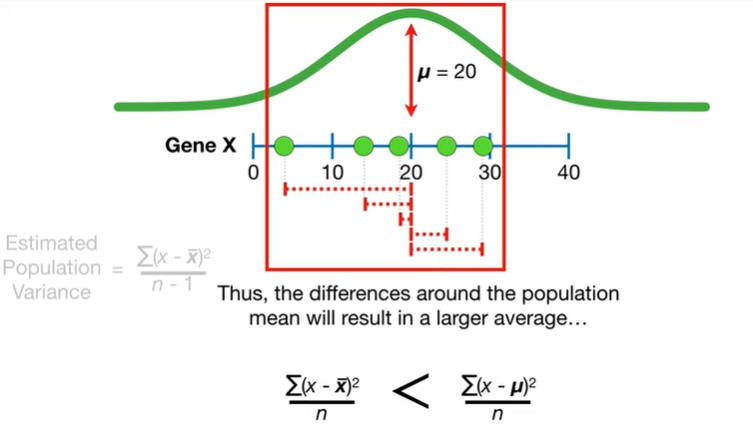 μ = 20
Gene X
0 10 20 30 40
Estimated
Population
Variance
= Σ(x - x̄)²
n - 1
Thus, the differences around the population
mean will result in a larger average…
Σ(x - x̄)² < Σ(x - μ)²
n n